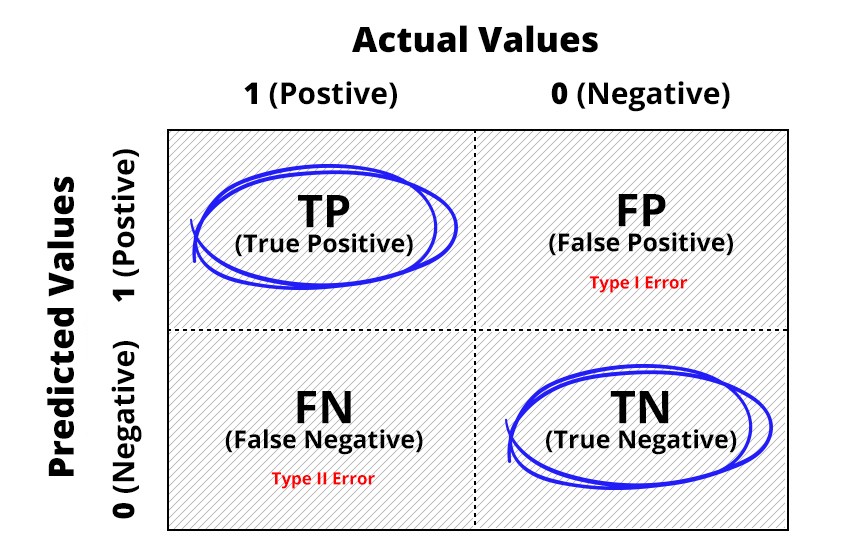 Actual Values
1 (Postive)
0 (Negative)
Predicted Values
1 (Postive)
0 (Negative)
TP
(True Positive)
FP
(False Positive)
Type I Error
FN
(False Negative)
Type II Error
TN
(True Negative)